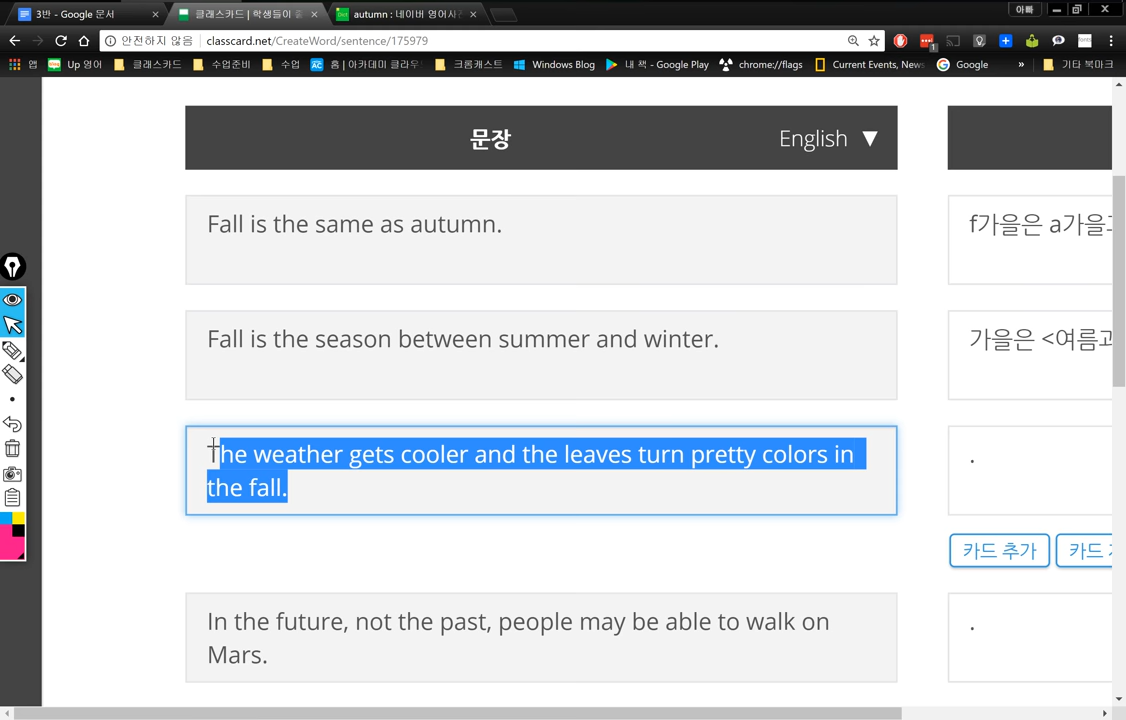 3반 - Google 문서
클래스카드 | 학생들이 좋
autumn : 네이버 영어사
아빠
안전하지 않음
classcard.net/CreateWord/sentence/175979
앱
Up 영어
클래스카드
수업준비
수업
홈 | 아카데미 클라우
크롬캐스트
Windows Blog
내 책 - Google Play
chrome://flags
Current Events, News
Google
»
기타 북마크
문장
English ▼
Fall is the same as autumn.
f가을은 a가을과
Fall is the season between summer and winter.
가을은 <여름과
The weather gets cooler and the leaves turn pretty colors in
the fall.
.
카드 추가
카드
In the future, not the past, people may be able to walk on
Mars.
.